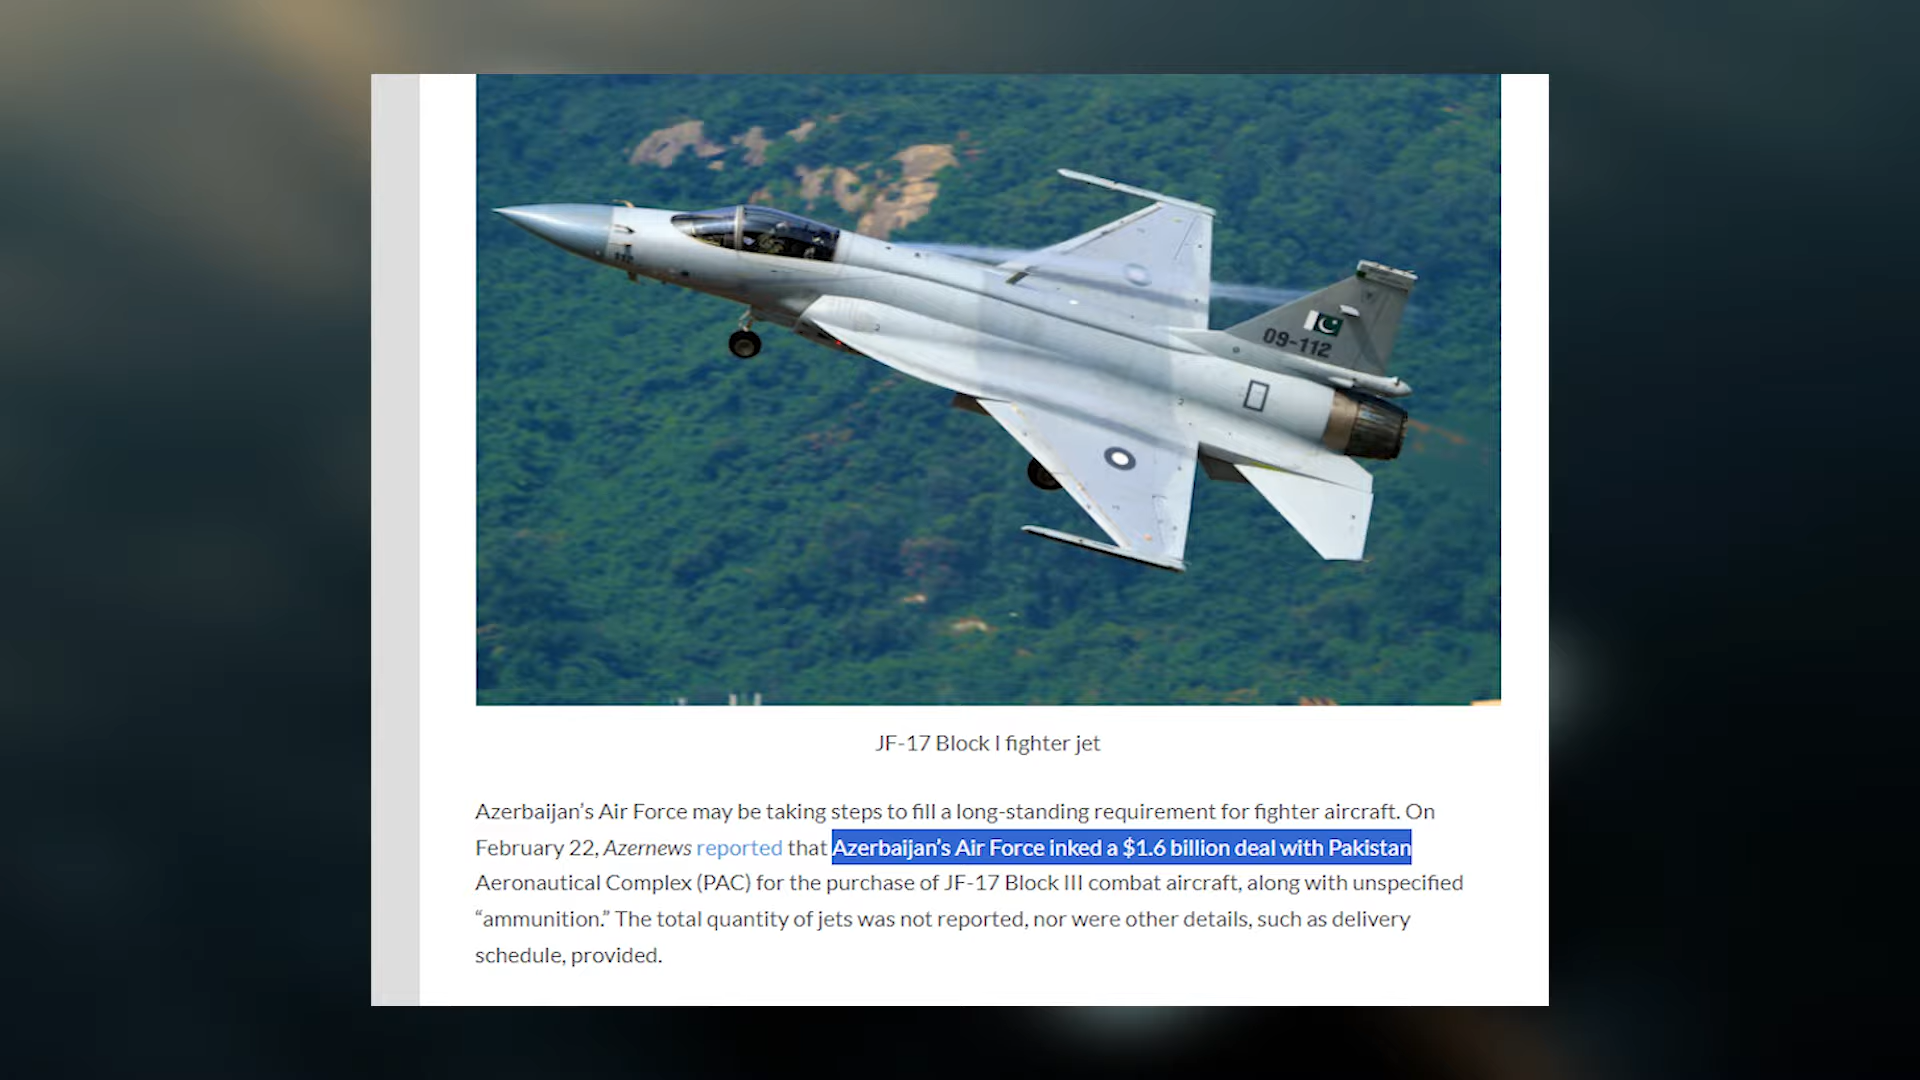 112
09-112
JF-17 Block I fighter jet
Azerbaijan’s Air Force may be taking steps to fill a long-standing requirement for fighter aircraft. On
February 22, Azernews reported that Azerbaijan’s Air Force inked a $1.6 billion deal with Pakistan
Aeronautical Complex (PAC) for the purchase of JF-17 Block III combat aircraft, along with unspecified
“ammunition.” The total quantity of jets was not reported, nor were other details, such as delivery
schedule, provided.